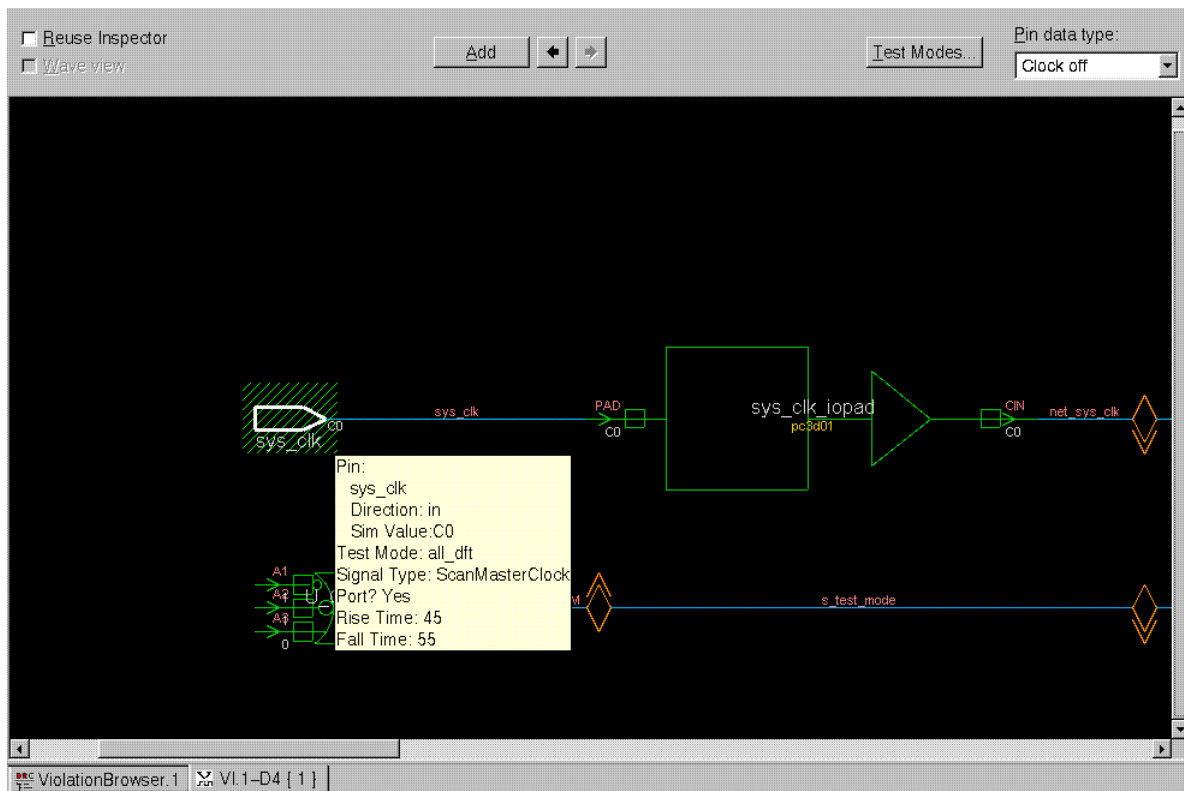 Reuse Inspector
Wave view
Add
Test Modes...
Pin data type:
Clock off
sys_clk
C0
sys_clk
PAD
C0
sys_clk_iopad
pc3d01
CIN
C0
net_sys_clk
Pin:
sys_clk
Direction: in
Sim Value:C0
Test Mode: all_dft
Signal Type: ScanMasterClock
Port? Yes
Rise Time: 45
Fall Time: 55
A1
A2
A3
0
U
s_test_mode
DRC
ViolationBrowser.1
VI.1–D4 { 1 }